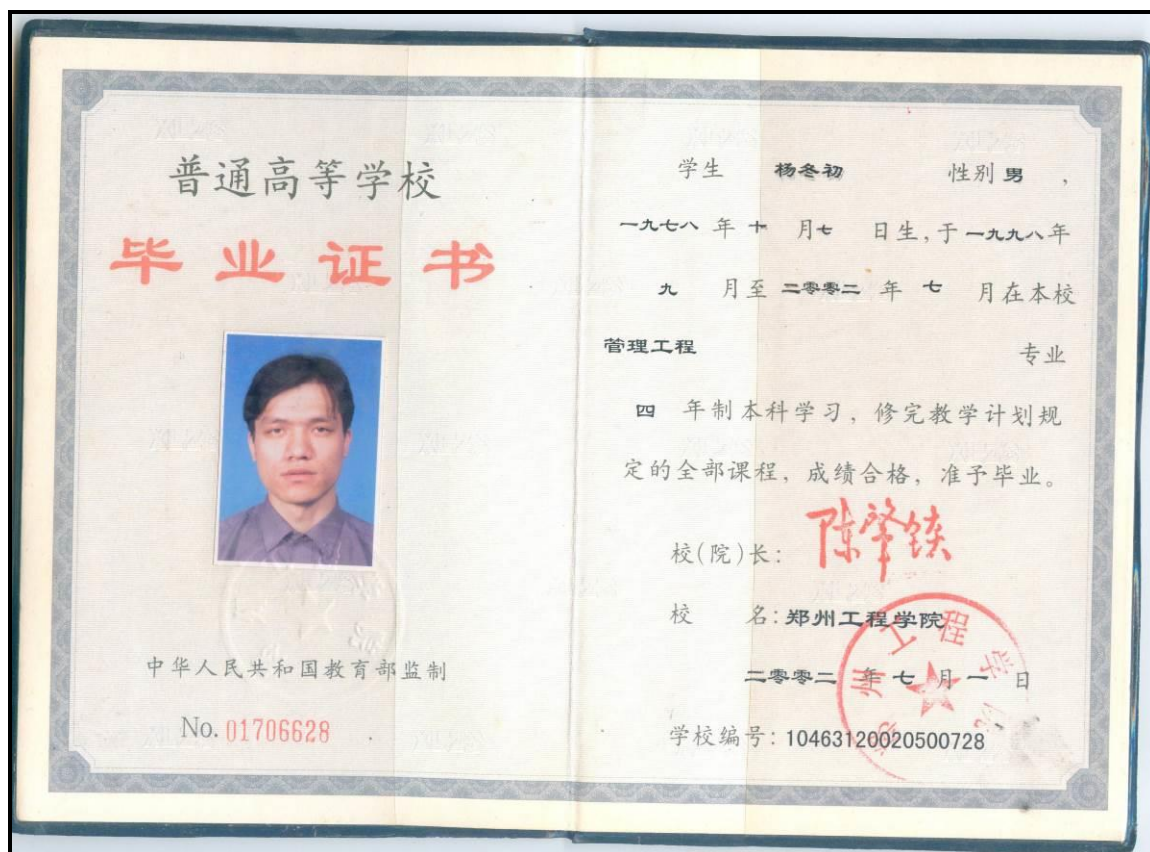 普通高等学校
毕业证书
中华人民共和国教育部监制
No. 01706628
学生 杨冬初 性别 男 ，
一九七八 年 十 月 七 日生，于 一九九八 年
九 月至 二零零二 年 七 月在本校
管理工程 专业
四 年制本科学习，修完教学计划规
定的全部课程，成绩合格，准予毕业。
校（院）长：
校 名：郑州工程学院
二零零二 年 七 月 一 日
学校编号：10463120020500728
郑州工程学院